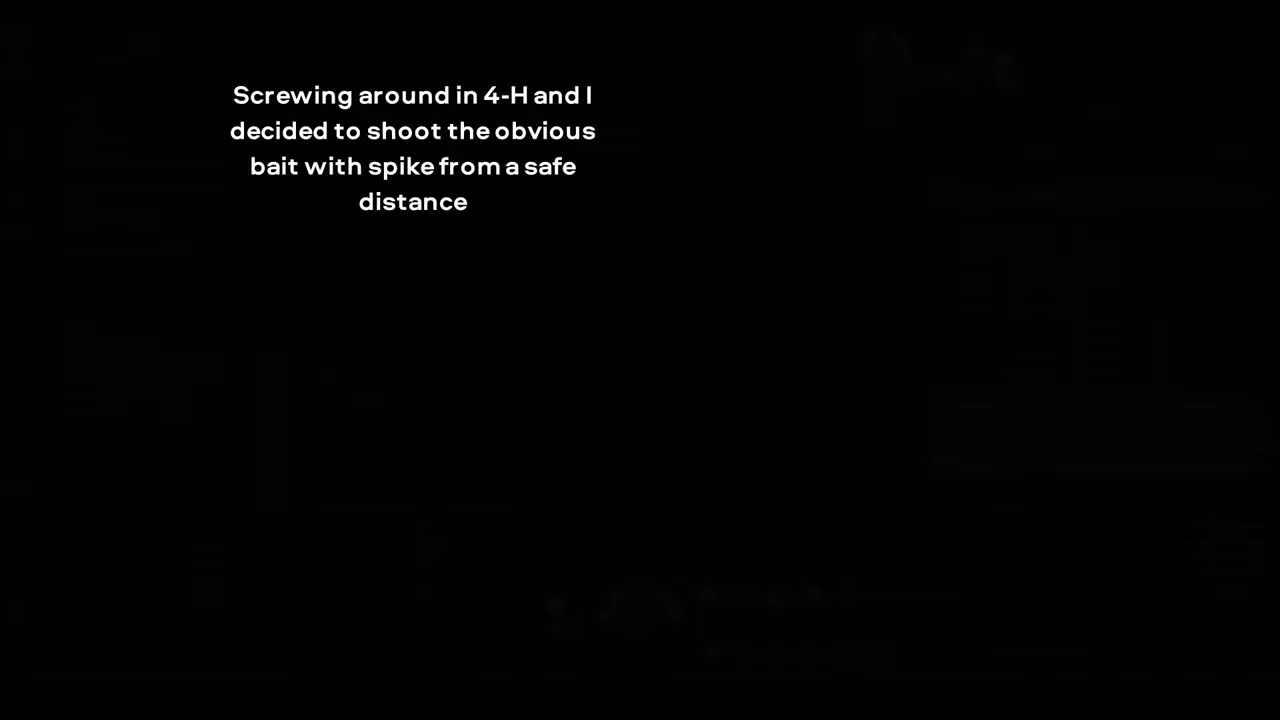 Screwing around in 4-H and I
decided to shoot the obvious
bait with spike from a safe
distance